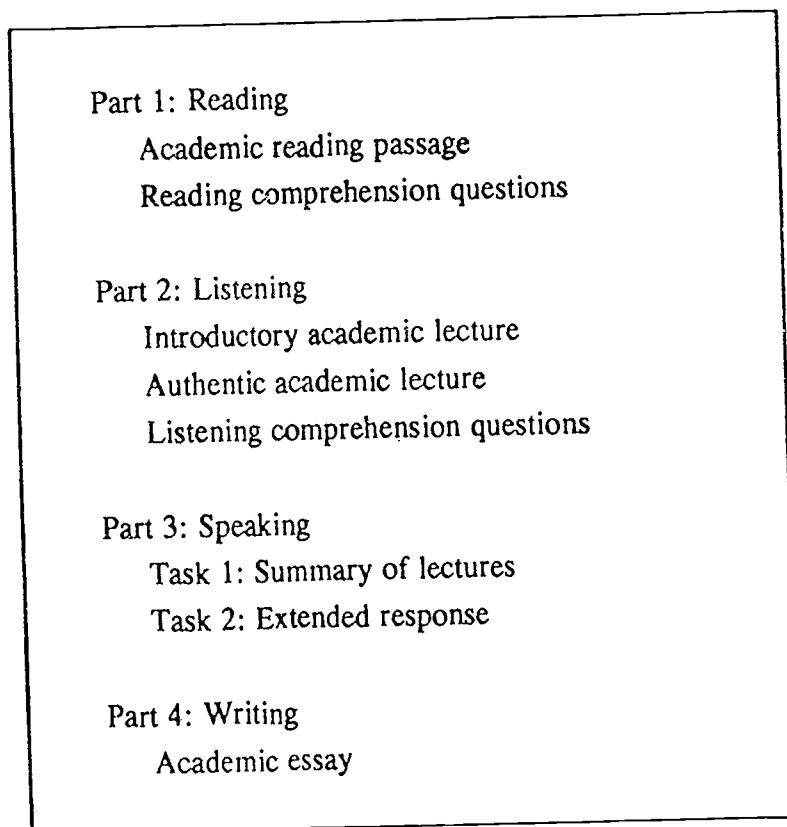 Part 1: Reading
Academic reading passage
Reading comprehension questions
Part 2: Listening
Introductory academic lecture
Authentic academic lecture
Listening comprehension questions
Part 3: Speaking
Task 1: Summary of lectures
Task 2: Extended response
Part 4: Writing
Academic essay